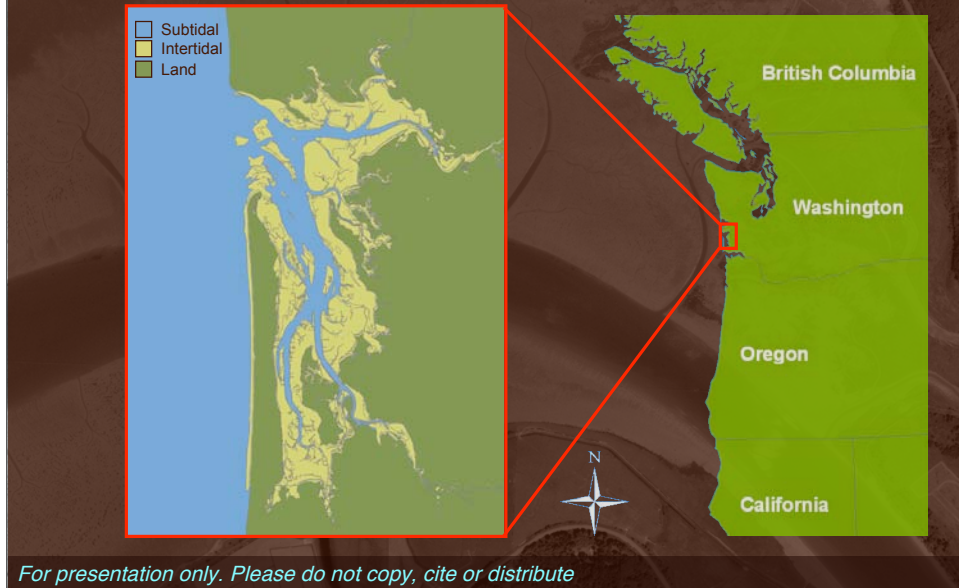 Subtidal
Intertidal
Land
British Columbia
Washington
Oregon
N
California
For presentation only. Please do not copy, cite or distribute